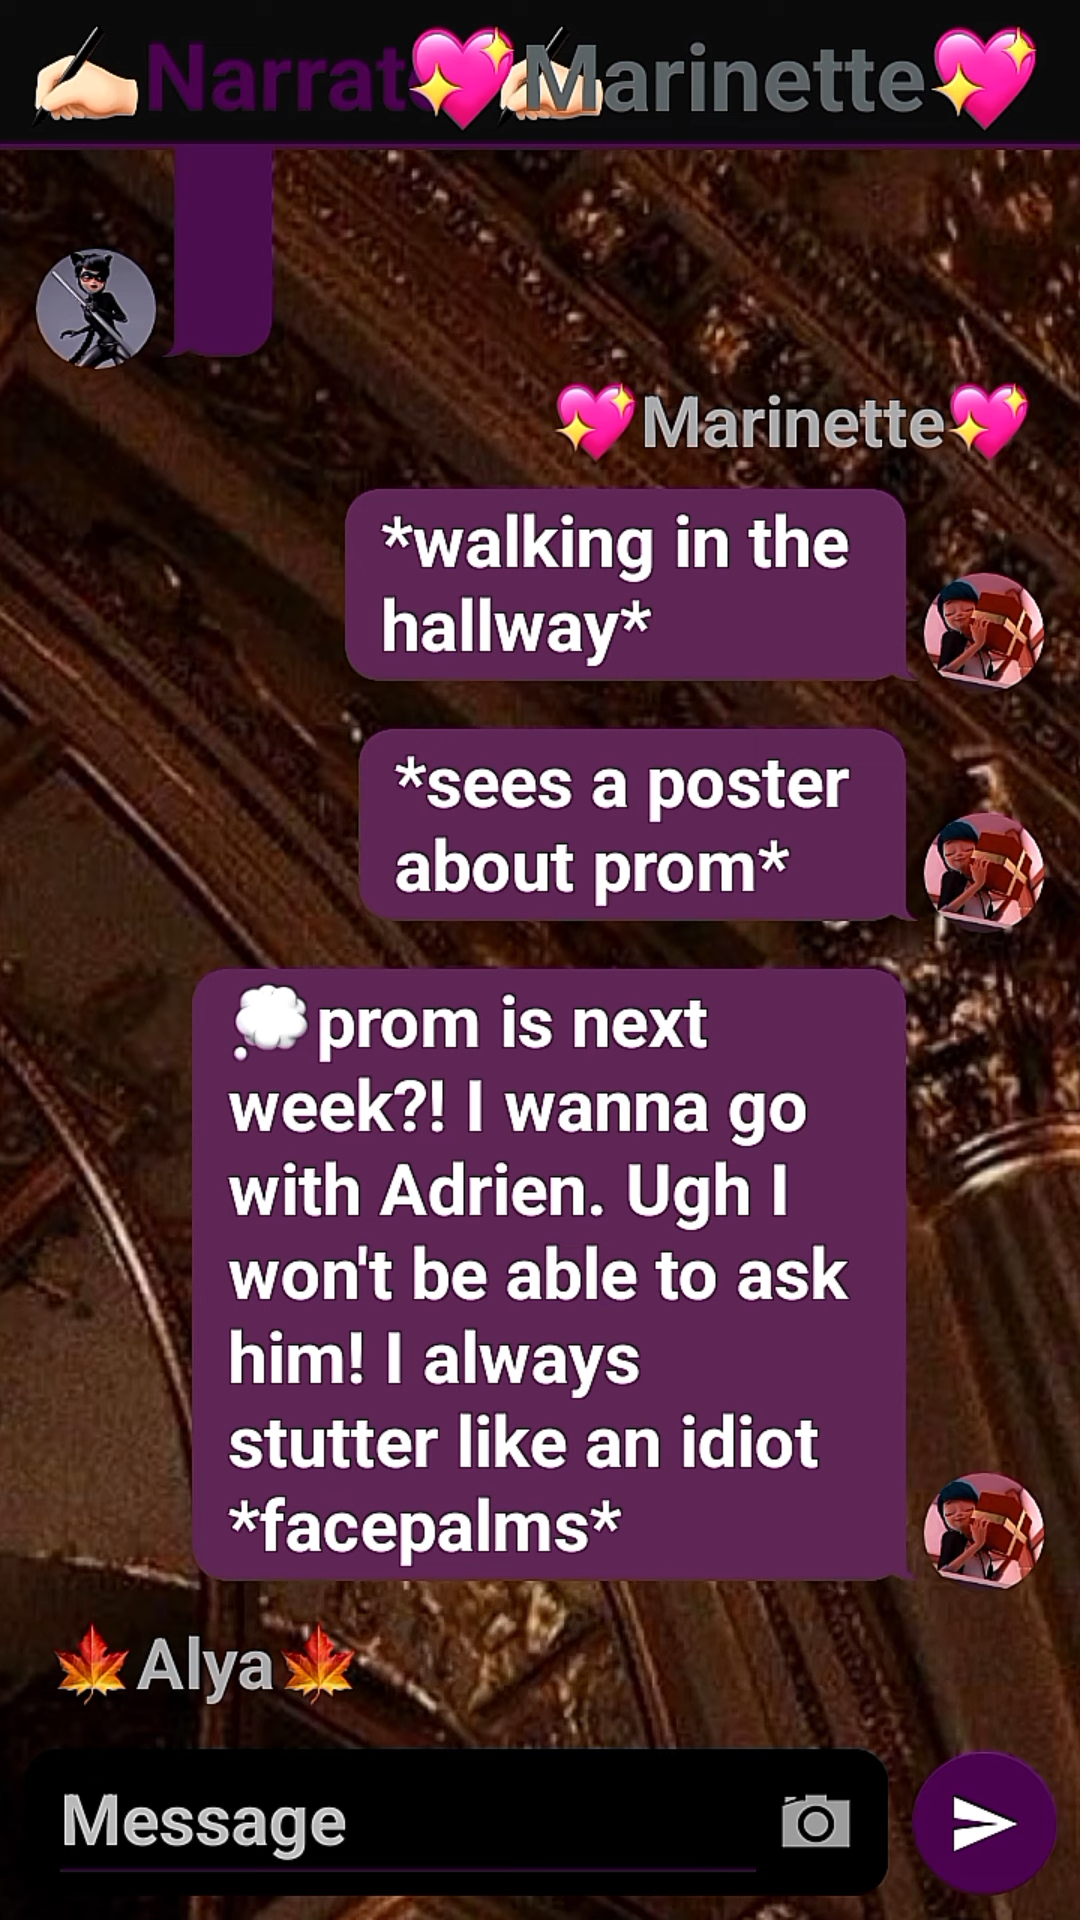 ✍🏻Narrat
💖Marinette💖
💖Marinette💖
*walking in the
hallway*
*sees a poster
about prom*
💭prom is next
week?! I wanna go
with Adrien. Ugh I
won't be able to ask
him! I always
stutter like an idiot
*facepalms*
🍁Alya🍁
Message